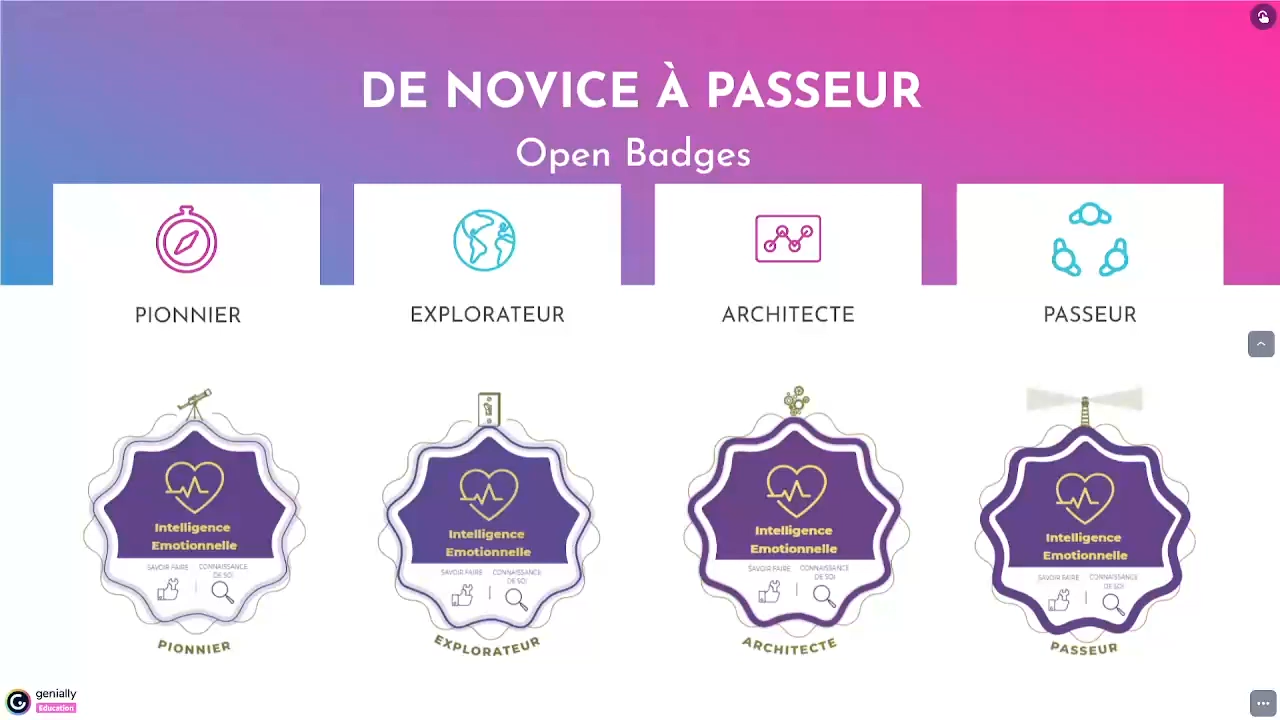 DE NOVICE À PASSEUR
Open Badges
PIONNIER
EXPLORATEUR
ARCHITECTE
PASSEUR
Intelligence
Emotionnelle
SAVOIR FAIRE
CONNAISSANCE
DE SOI
PIONNIER
Intelligence
Emotionnelle
SAVOIR FAIRE
CONNAISSANCE
DE SOI
EXPLORATEUR
Intelligence
Emotionnelle
SAVOIR FAIRE
CONNAISSANCE
DE SOI
ARCHITECTE
Intelligence
Emotionnelle
SAVOIR FAIRE
CONNAISSANCE
DE SOI
PASSEUR
genially
Education